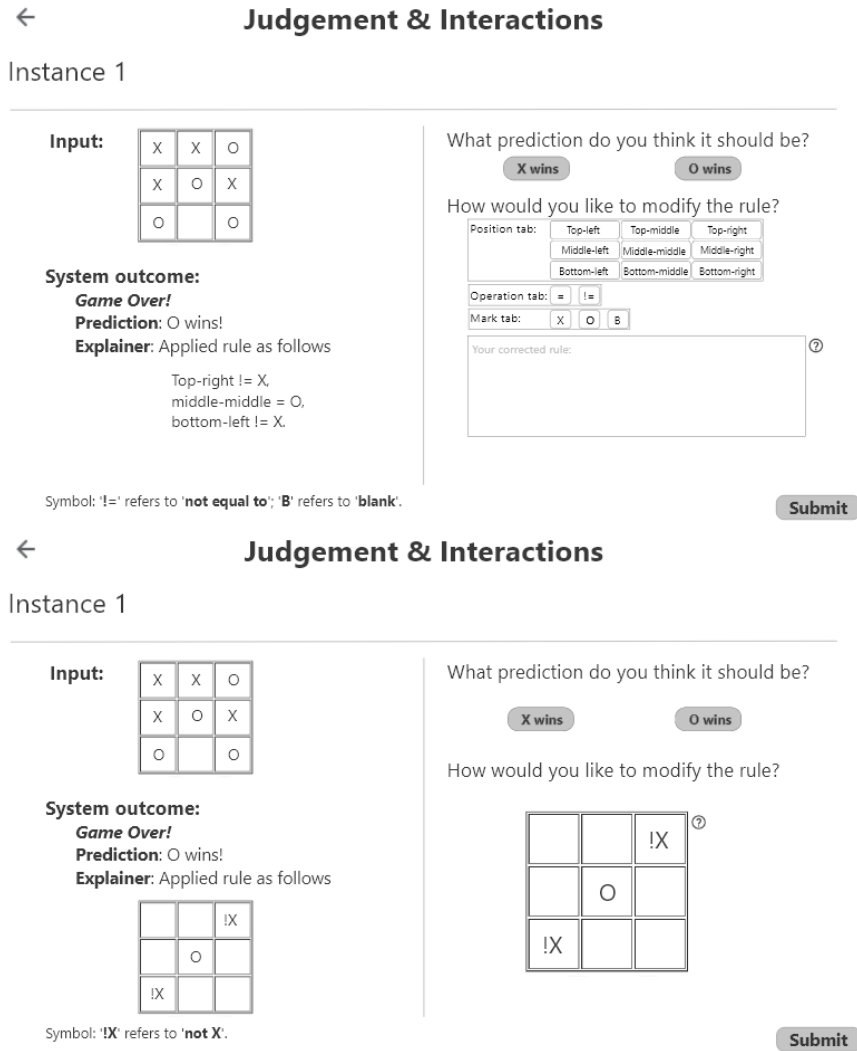 ←
Judgement & Interactions
Instance 1
Input:
X X O
X O X
O O
System outcome:
Game Over!
Prediction: O wins!
Explainer: Applied rule as follows
Top-right != X,
middle-middle = O,
bottom-left != X.
Symbol: '!=' refers to 'not equal to'; 'B' refers to 'blank'.
What prediction do you think it should be?
X wins O wins
How would you like to modify the rule?
Position tab: Top-left Top-middle Top-right
Middle-left Middle-middle Middle-right
Bottom-left Bottom-middle Bottom-right
Operation tab: = !=
Mark tab: X O B
Your corrected rule:
?
Submit
←
Judgement & Interactions
Instance 1
Input:
X X O
X O X
O O
System outcome:
Game Over!
Prediction: O wins!
Explainer: Applied rule as follows
!X
O
!X
Symbol: '!X' refers to 'not X'.
What prediction do you think it should be?
X wins O wins
How would you like to modify the rule?
!X
O
!X
?
Submit